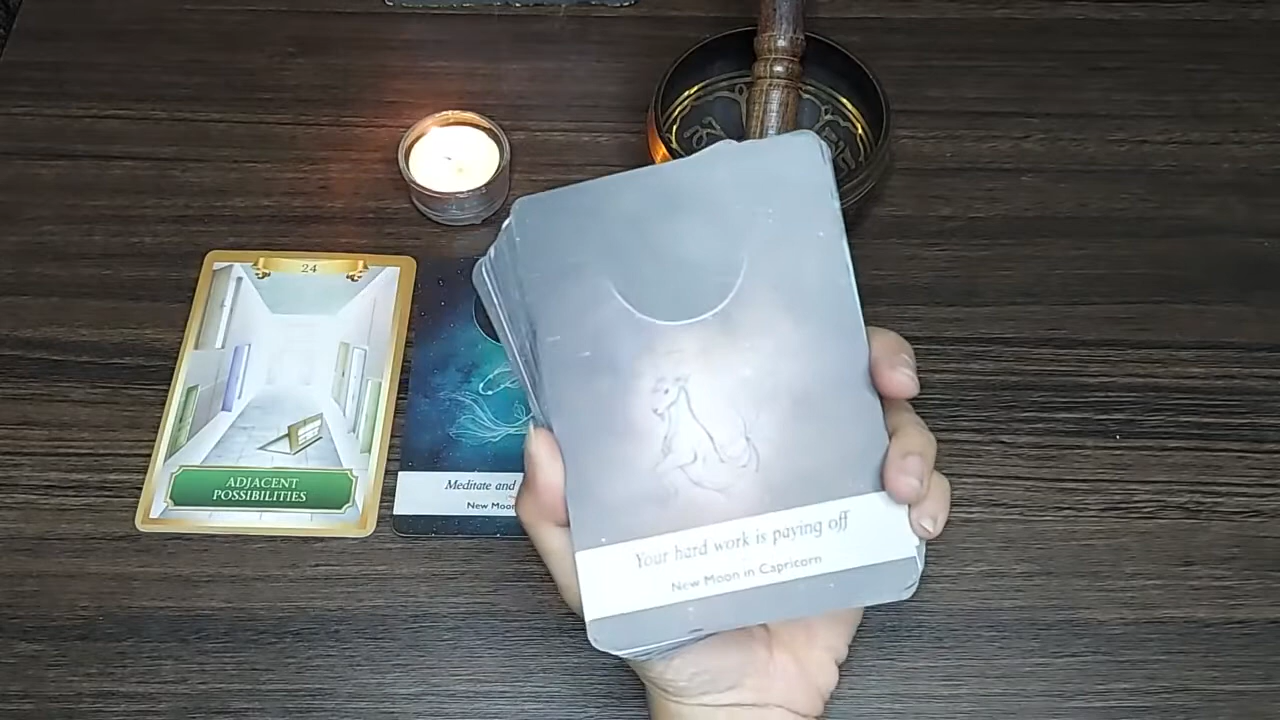 24
ADJACENT
POSSIBILITIES
Meditate and
New Moon
Your hard work is paying off
New Moon in Capricorn